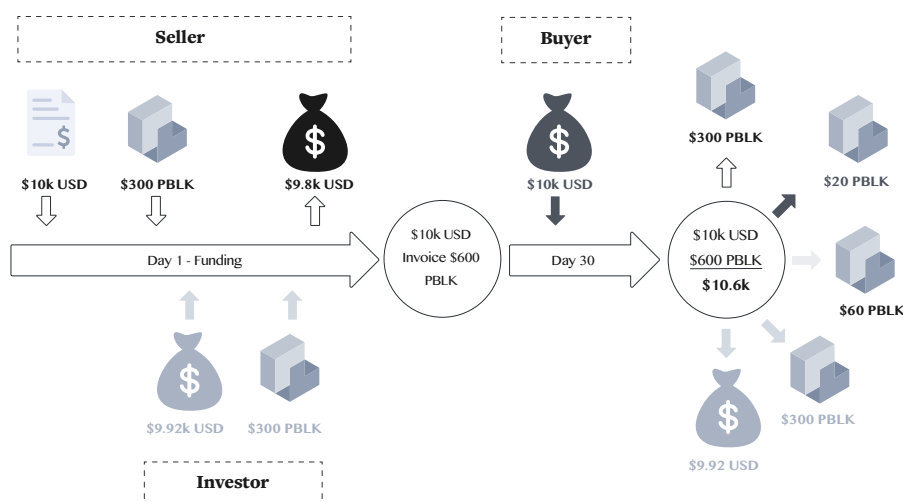 Seller
Buyer
$300 PBLK
$10k USD
$300 PBLK
$9.8k USD
$10k USD
$20 PBLK
Day 1 - Funding
$10k USD
Invoice $600
PBLK
Day 30
$10k USD
$600 PBLK
$10.6k
$60 PBLK
$9.92k USD
$300 PBLK
$300 PBLK
$9.92 USD
Investor
$
$
$
$
$